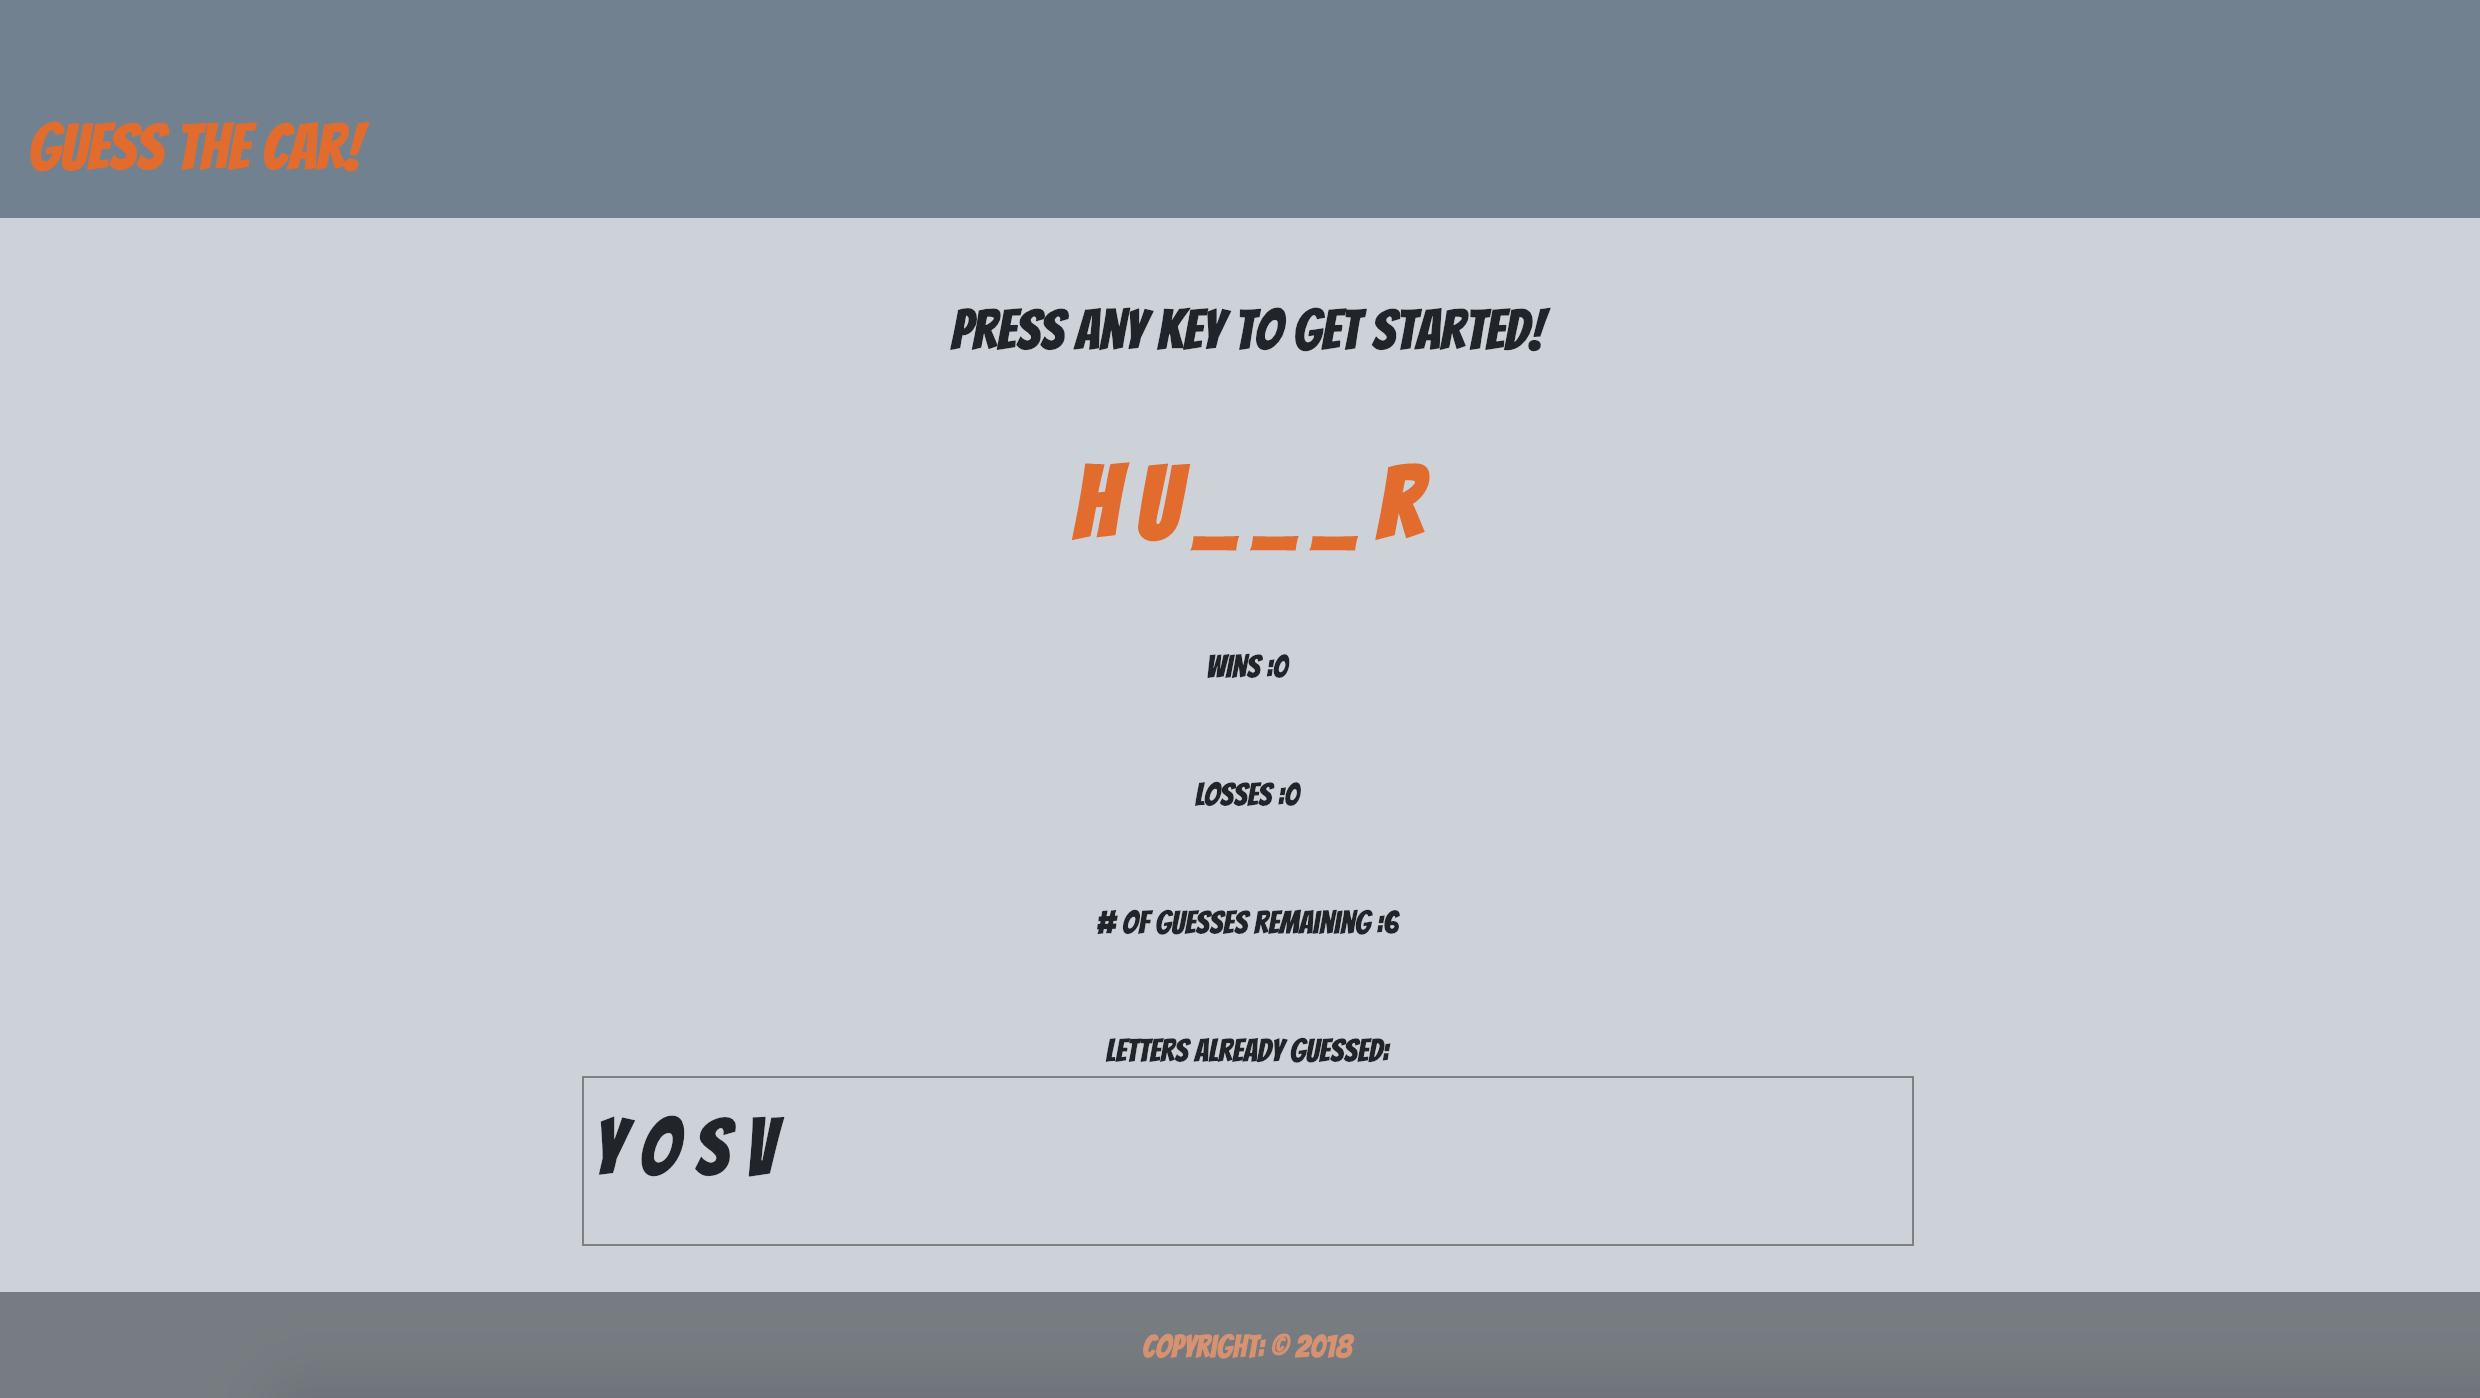 GUESS THE CAR!
PRESS ANY KEY TO GET STARTED!
H U _ _ _ R
WINS :0
LOSSES :0
# OF GUESSES REMAINING :6
LETTERS ALREADY GUESSED:
Y O S V
COPYRIGHT: © 2018